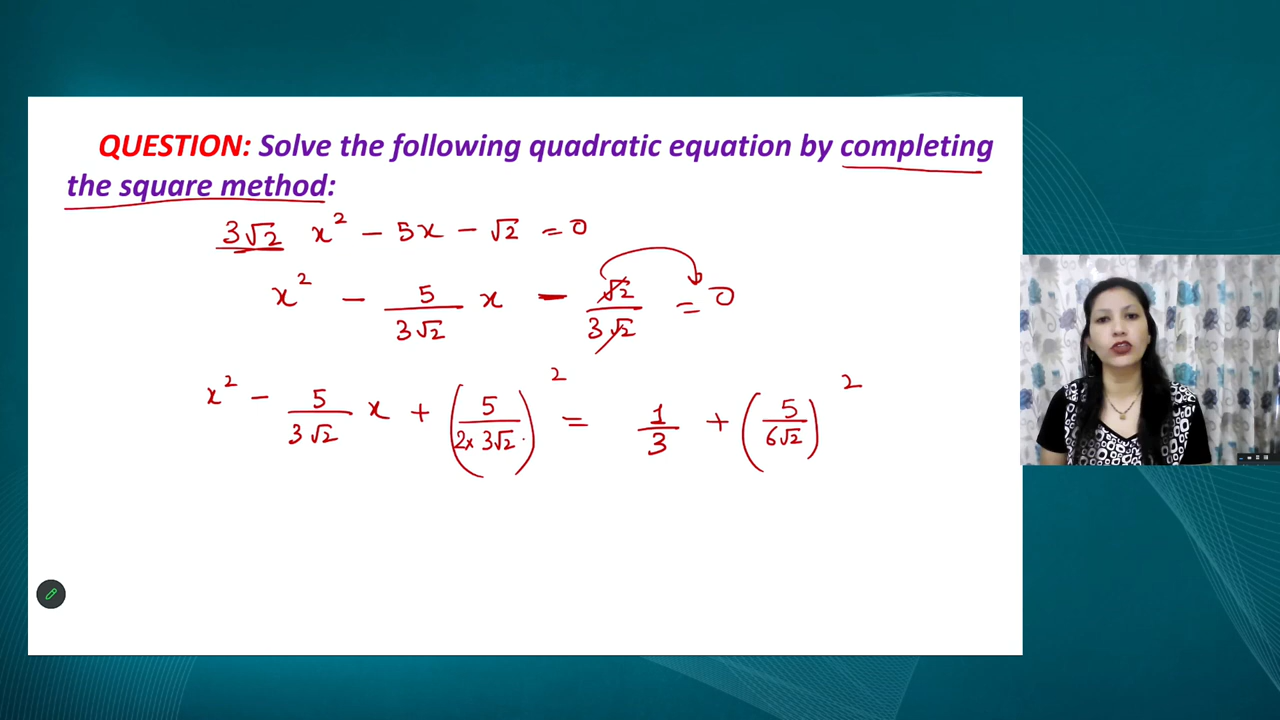 QUESTION: Solve the following quadratic equation by completing
the square method:
3√2 x² − 5x − √2 = 0
x² − 5/(3√2) x − √2/(3√2) = 0
x² − 5/(3√2) x + (5/(2× 3√2))² = 1/3 + (5/(6√2))²